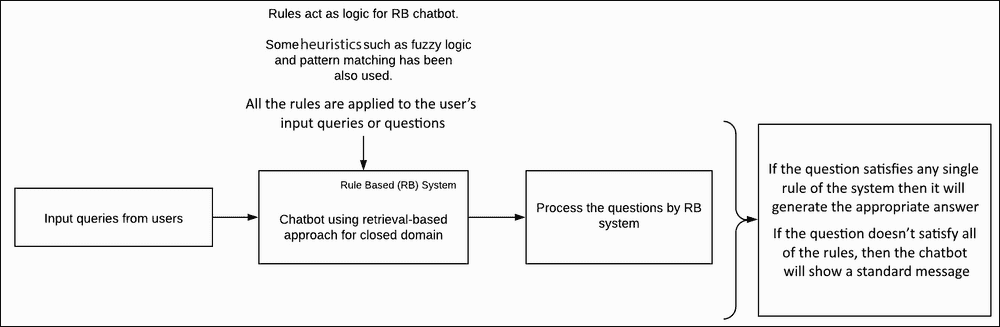 Rules act as logic for RB chatbot.
Some heuristics such as fuzzy logic
and pattern matching has been
also used.
All the rules are applied to the user's
input queries or questions
Input queries from users
Rule Based (RB) System
Chatbot using retrieval-based
approach for closed domain
Process the questions by RB
system
If the question satisfies any single
rule of the system then it will
generate the appropriate answer
If the question doesn't satisfy all
of the rules, then the chatbot
will show a standard message